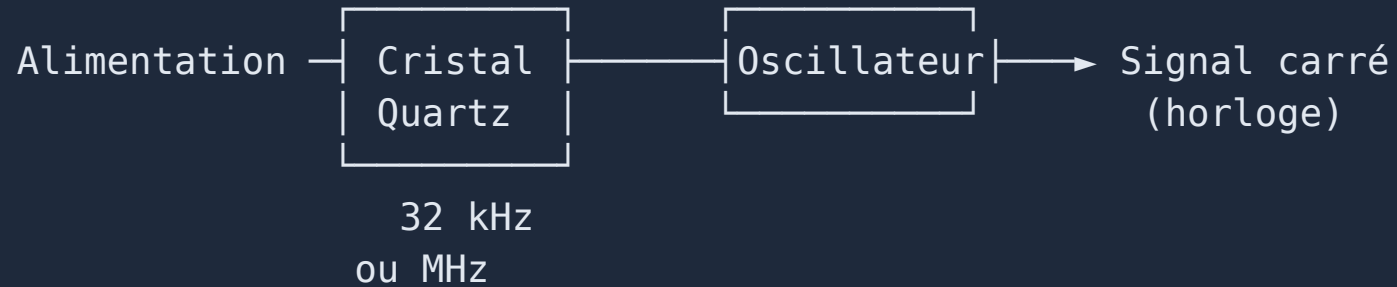 Alimentation Cristal Oscillateur Signal carré
Quartz (horloge)
32 kHz
ou MHz